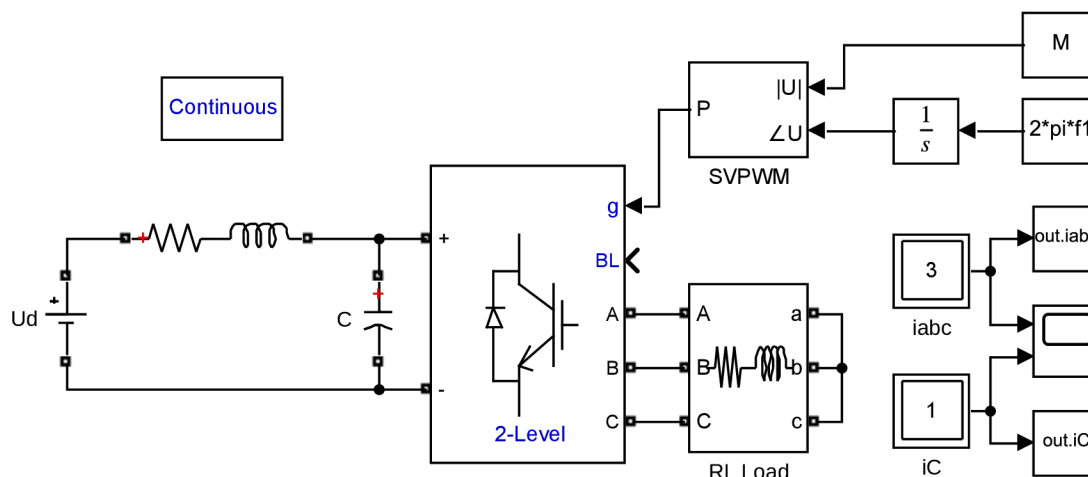 M
Continuous
|U|
P
∠U
1
s
2*pi*f1
SVPWM
g
+
BL
out.iab
3
iabc
+
Ud
C
A
A
a
B
B
b
C
C
c
-
2-Level
1
out.iC
iC
RL Load